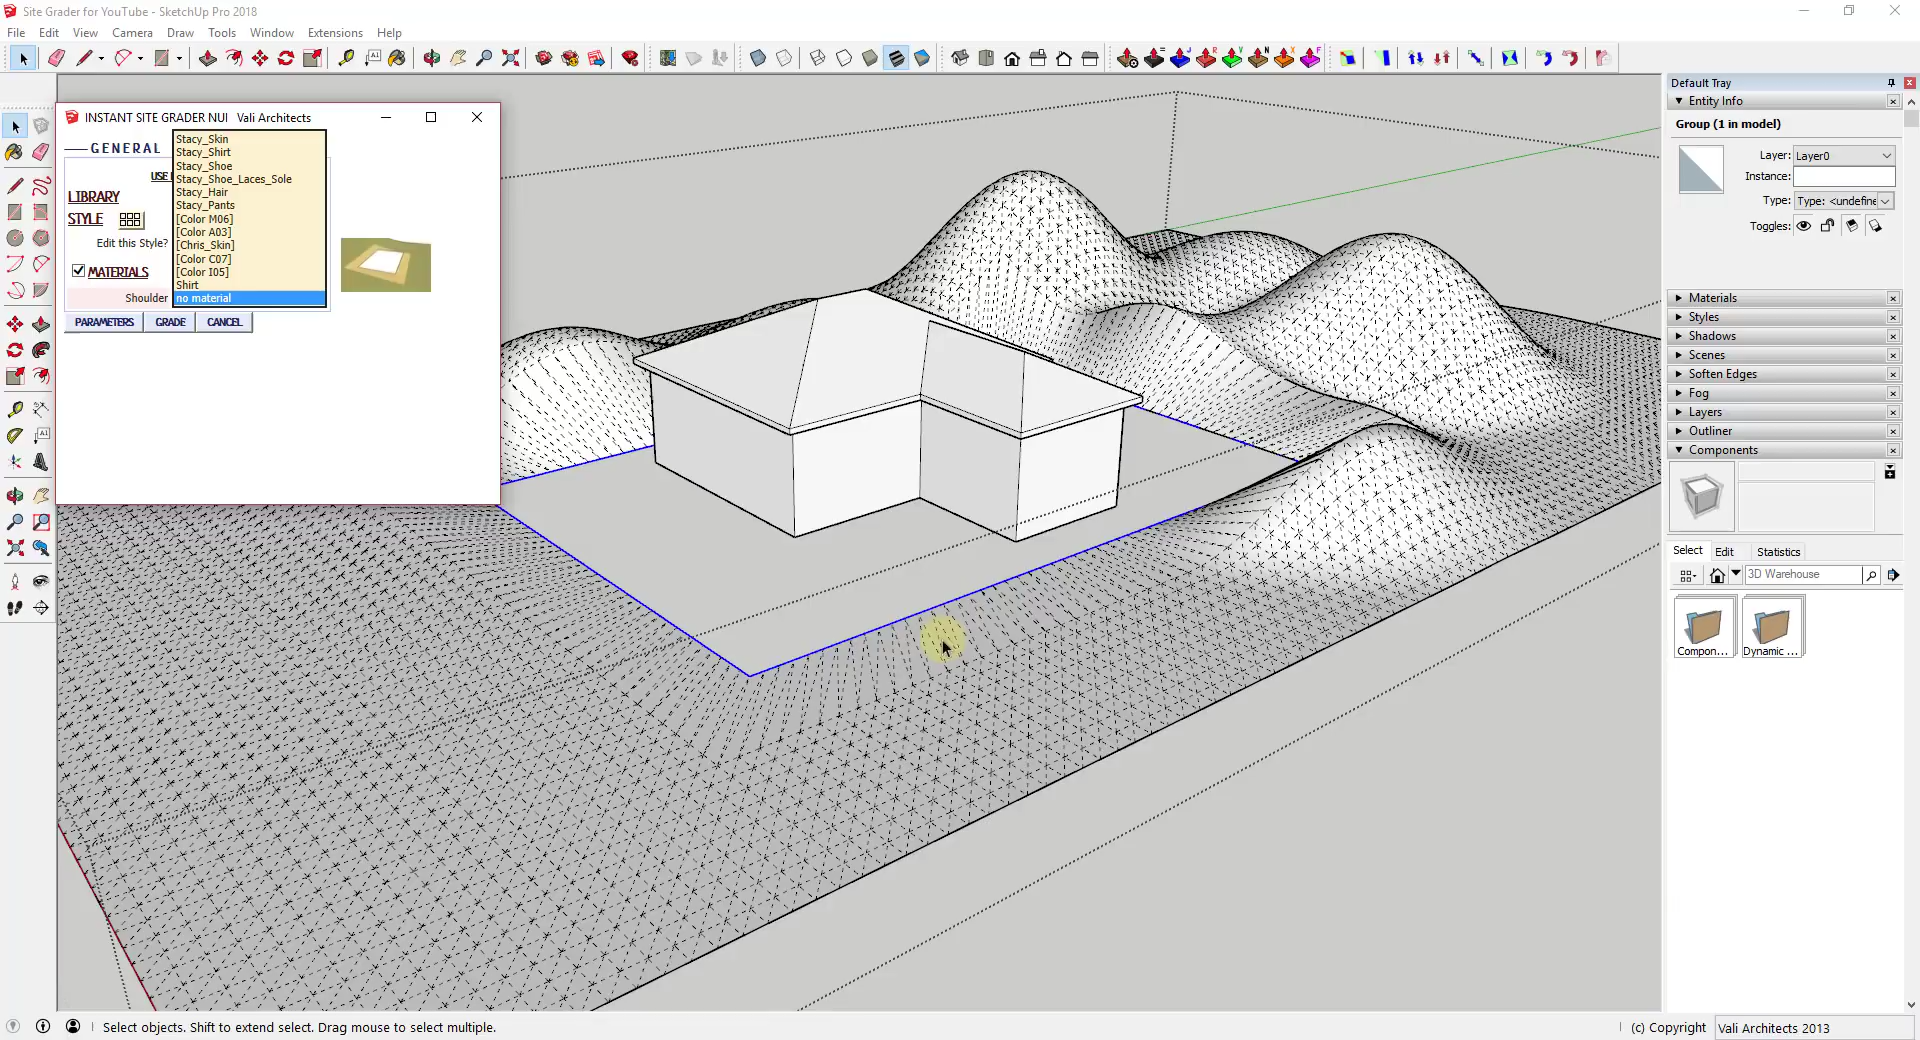 Site Grader for YouTube - SketchUp Pro 2018
File Edit View Camera Draw Tools Window Extensions Help
INSTANT SITE GRADER NUI Vali Architects
GENERAL
USE
LIBRARY
STYLE
Edit this Style?
MATERIALS
Shoulder
Stacy_Skin
Stacy_Shirt
Stacy_Shoe
Stacy_Shoe_Laces_Sole
Stacy_Hair
Stacy_Pants
[Color M06]
[Color A03]
[Chris_Skin]
[Color C07]
[Color I05]
Shirt
no material
PARAMETERS GRADE CANCEL
Default Tray
Entity Info
Group (1 in model)
Layer: Layer0
Instance:
Type: Type: <undefine
Toggles:
Materials
Styles
Shadows
Scenes
Soften Edges
Fog
Layers
Outliner
Components
Select Edit Statistics
3D Warehouse
Compon... Dynamic ...
Select objects. Shift to extend select. Drag mouse to select multiple.
(c) Copyright Vali Architects 2013